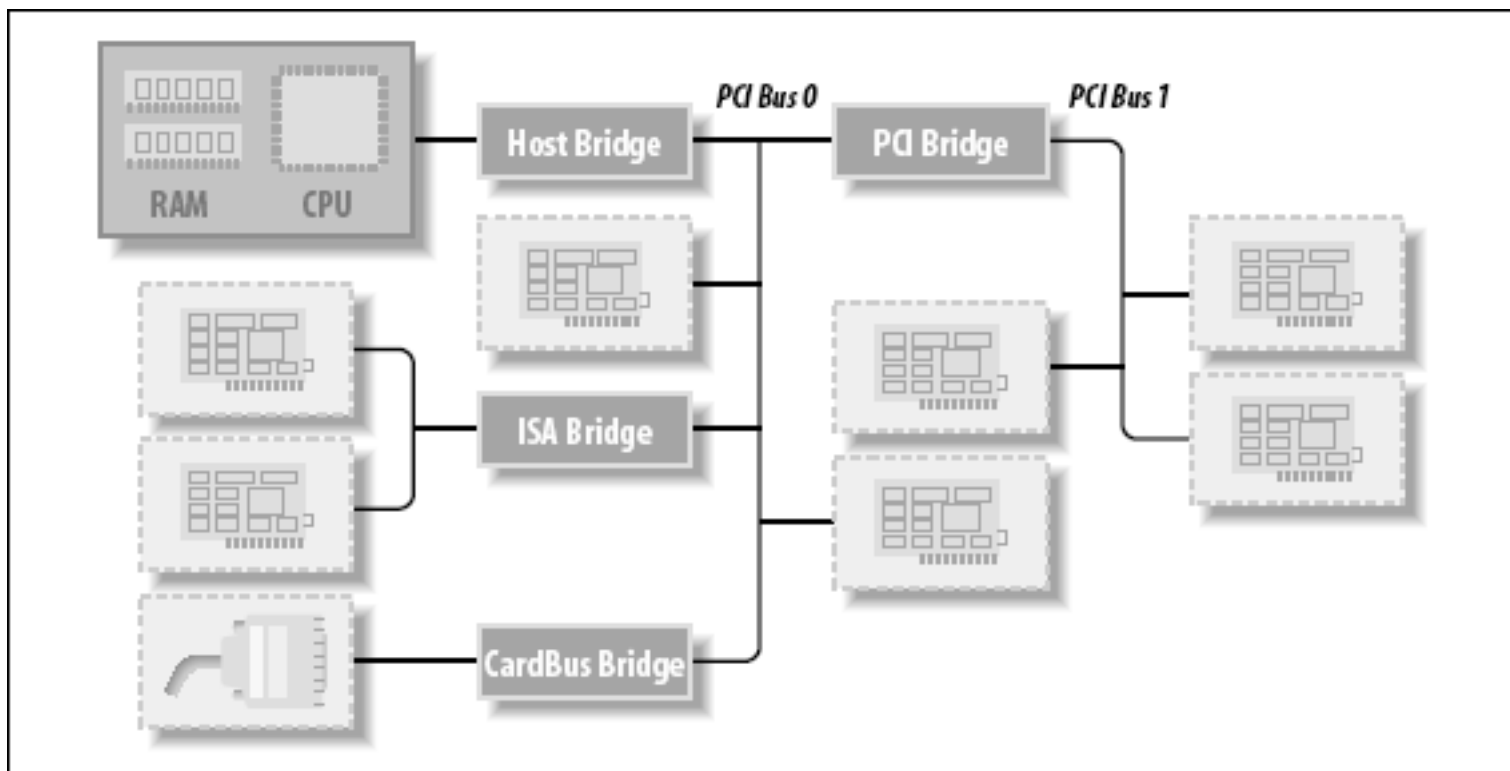 PCI Bus 0
PCI Bus 1
Host Bridge
PCI Bridge
RAM
CPU
ISA Bridge
CardBus Bridge